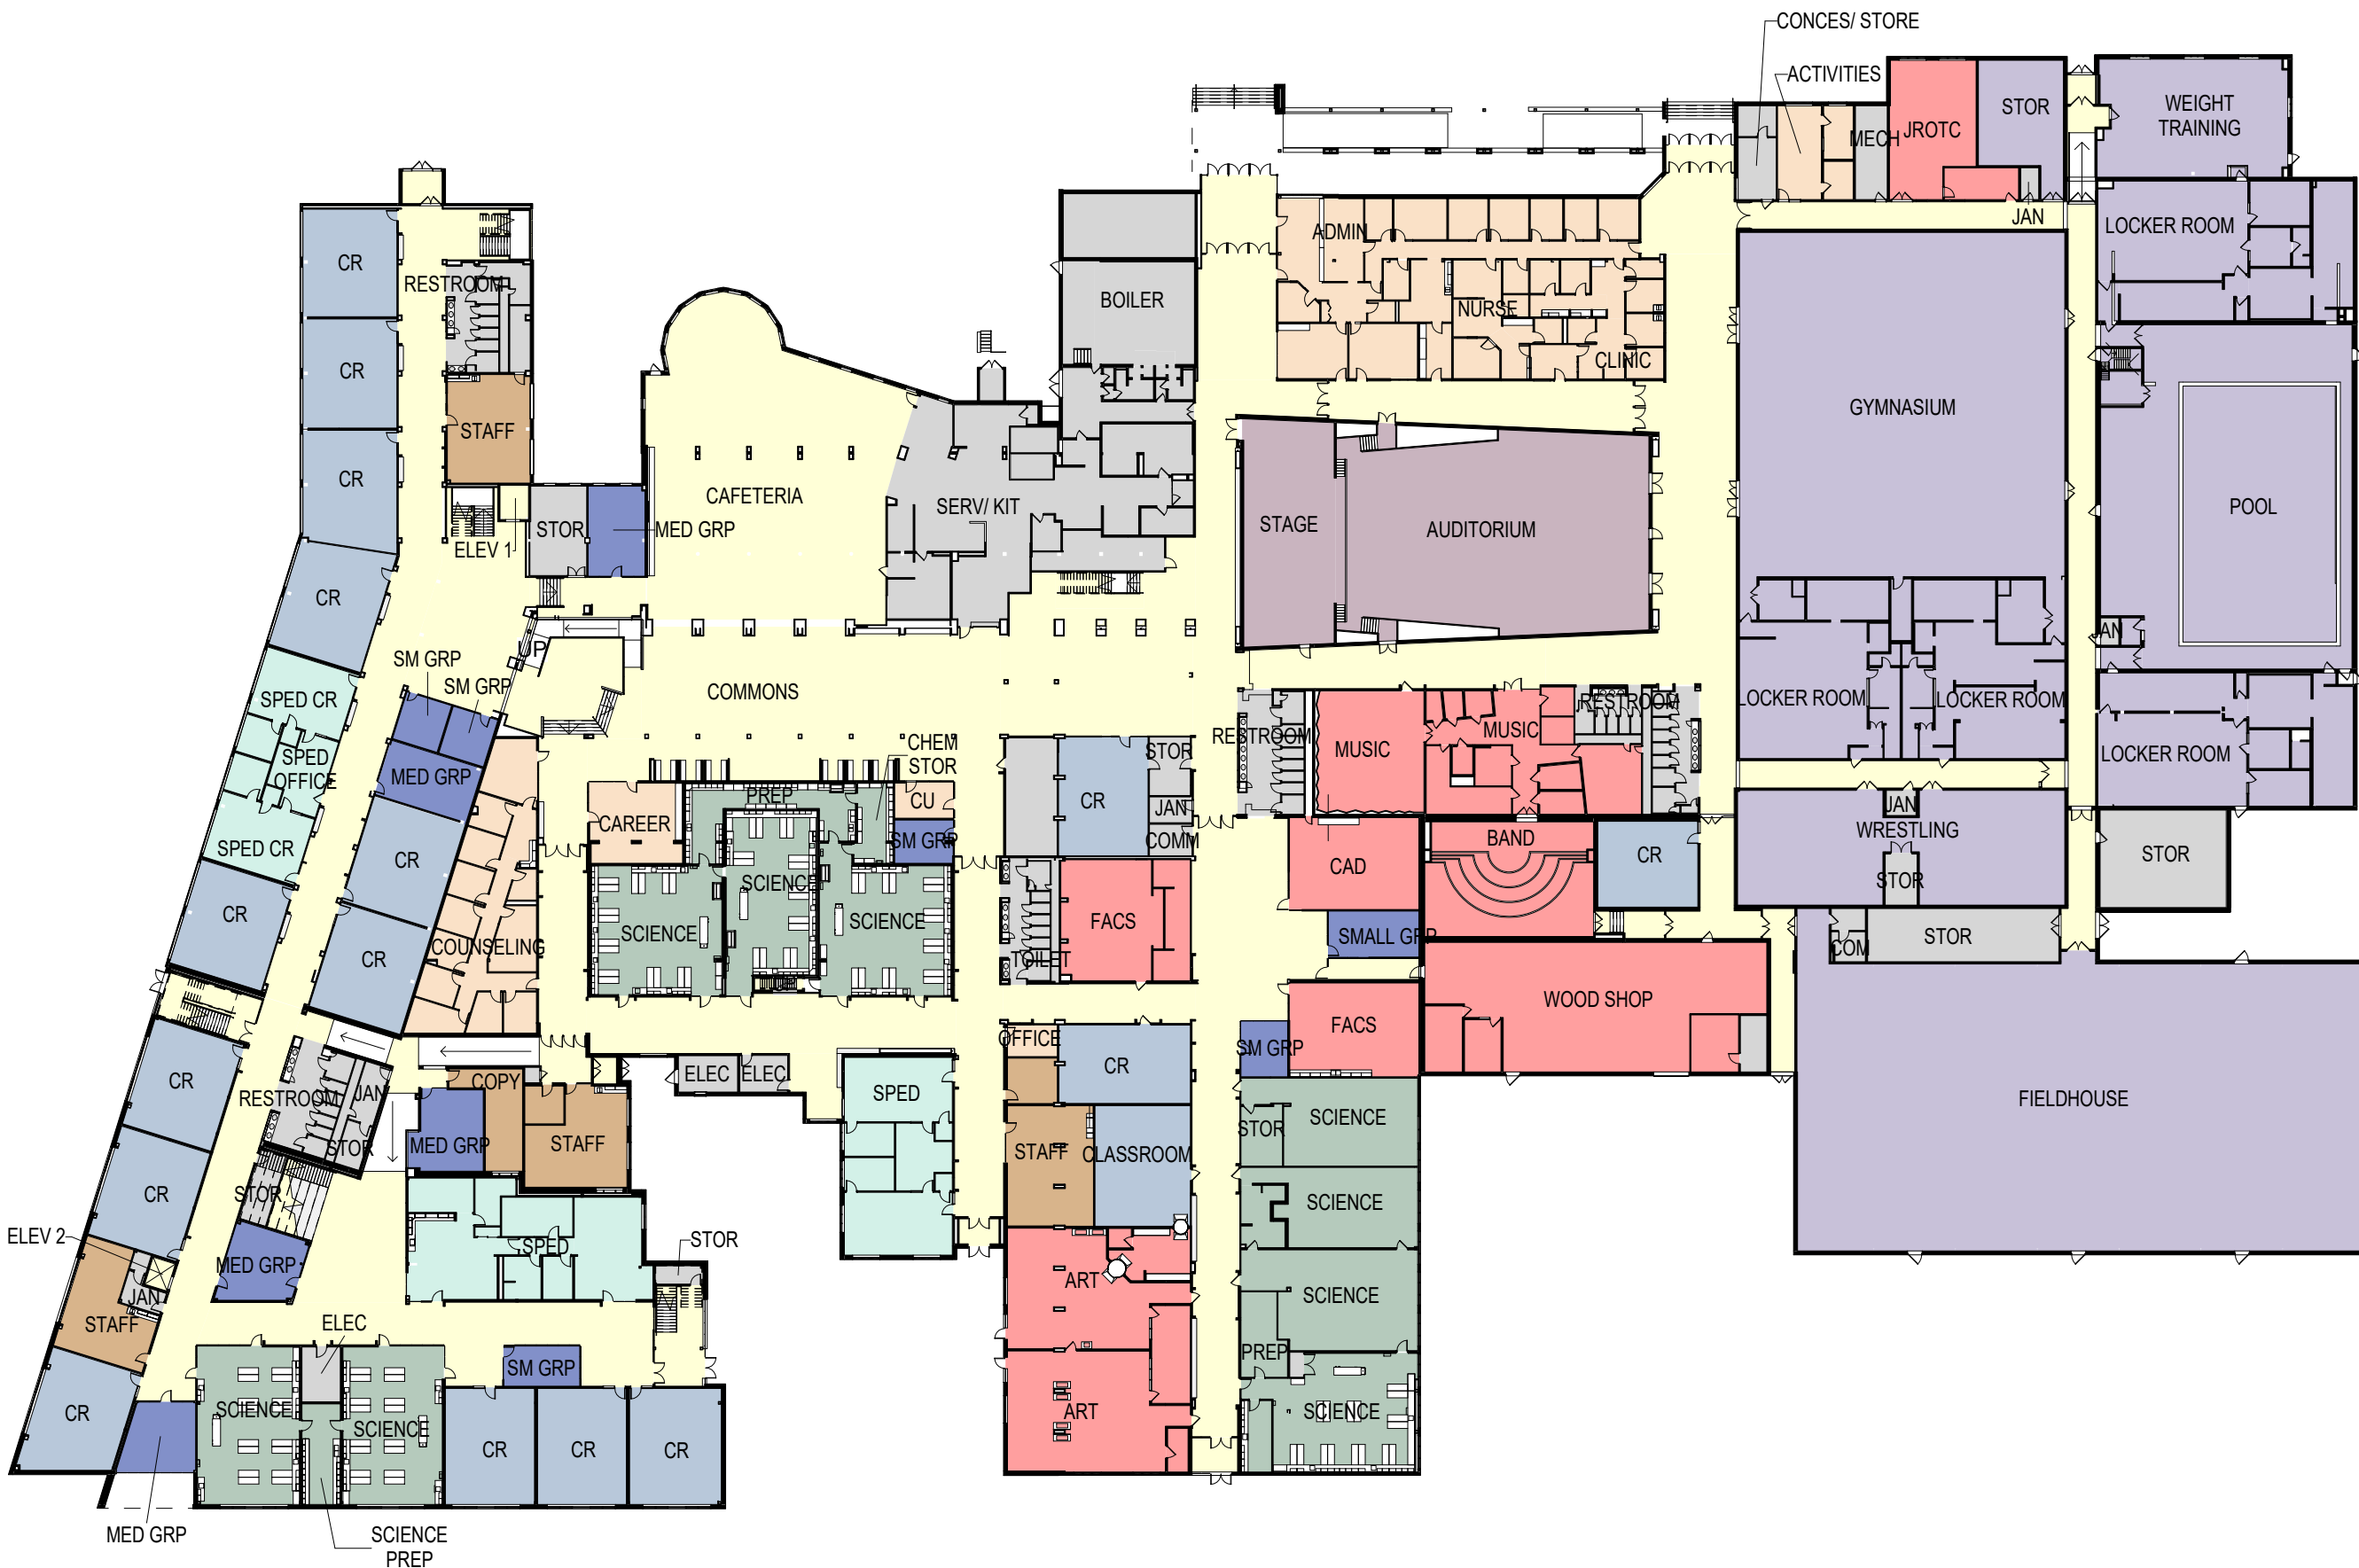 CONCES/ STORE
ACTIVITIES
WEIGHT
TRAINING
STOR
JROTC
MECH
JAN
LOCKER ROOM
ADMIN
NURSE
CLINIC
BOILER
CR
RESTROOM
CR
STAFF
CR
STOR
MED GRP
ELEV 1
CAFETERIA
SERV/ KIT
STAGE
AUDITORIUM
GYMNASIUM
POOL
CR
UP
SM GRP
SM GRP
COMMONS
SPED CR
SPED
OFFICE
MED GRP
SPED CR
CHEM
STOR
PREP
CU
CAREER
SM GRP
CR
STOR
JAN
COMM
RESTROOM
MUSIC
MUSIC
RESTROOM
LOCKER ROOM
LOCKER ROOM
JAN
LOCKER ROOM
CR
CR
CR
COUNSELING
SCIENCE
SCIENCE
SCIENCE
UP
TOILET
FACS
CAD
BAND
CR
SMALL GRP
WOOD SHOP
WRESTLING
JAN
STOR
STOR
COM
STOR
FIELDHOUSE
CR
RESTROOM
JAN
STOR
COPY
MED GRP
STAFF
ELEC
ELEC
SPED
OFFICE
CR
SM GRP
FACS
STAFF
CLASSROOM
STOR
SCIENCE
SCIENCE
SCIENCE
PREP
SCIENCE
ART
ART
CR
STOR
ELEV 2
MED GRP
JAN
STAFF
SPED
STOR
ELEC
SM GRP
CR
SCIENCE
SCIENCE
CR
CR
CR
MED GRP
SCIENCE
PREP